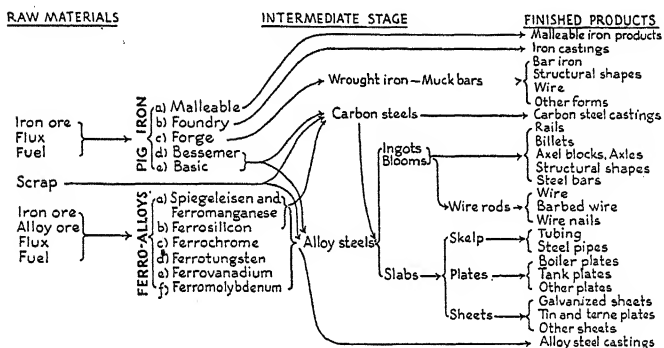 RAW MATERIALS
INTERMEDIATE STAGE
FINISHED PRODUCTS
Malleable iron products
Iron castings
Bar iron
Structural shapes
Wire
Other forms
Wrought iron – Muck bars
PIG IRON
a) Malleable
b) Foundry
c) Forge
d) Bessemer
e) Basic
Iron ore
Flux
Fuel
Carbon steels
Carbon steel castings
Scrap
Ingots
Blooms
Rails
Billets
Axel blocks, Axles
Structural shapes
Steel bars
Wire rods
Wire
Barbed wire
Wire nails
Iron ore
Alloy ore
Flux
Fuel
FERRO-ALLOYS
a) Spiegeleisen and
Ferromanganese
b) Ferrosilicon
c) Ferrochrome
d) Ferrotungsten
e) Ferrovanadium
f) Ferromolybdenum
Alloy steels
Slabs
Skelp
Tubing
Steel pipes
Plates
Boiler plates
Tank plates
Other plates
Sheets
Galvanized sheets
Tin and terne plates
Other sheets
Alloy steel castings